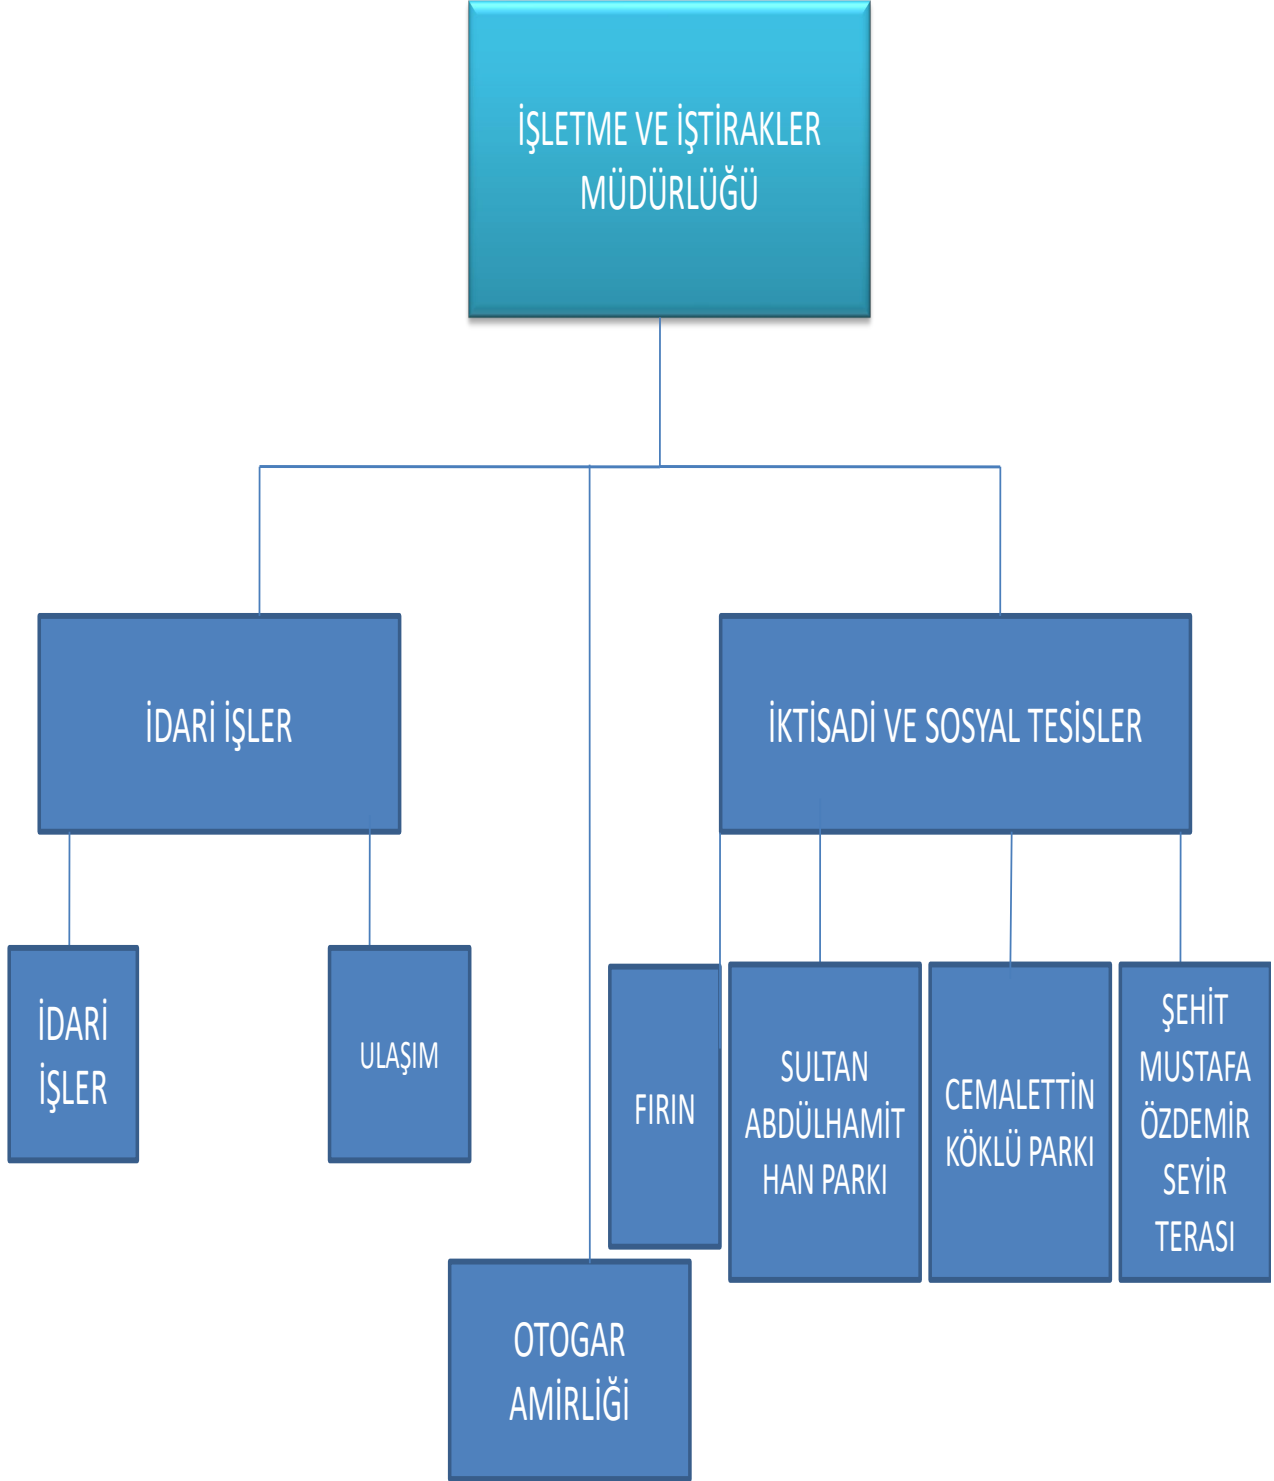 İŞLETME VE İŞTİRAKLER
MÜDÜRLÜĞÜ
İDARİ İŞLER
İKTİSADİ VE SOSYAL TESİSLER
İDARİ
İŞLER
ULAŞIM
FIRIN
SULTAN
ABDÜLHAMİT
HAN PARKI
CEMALETTİN
KÖKLÜ PARKI
ŞEHİT
MUSTAFA
ÖZDEMİR
SEYİR
TERASI
OTOGAR
AMİRLİĞİ